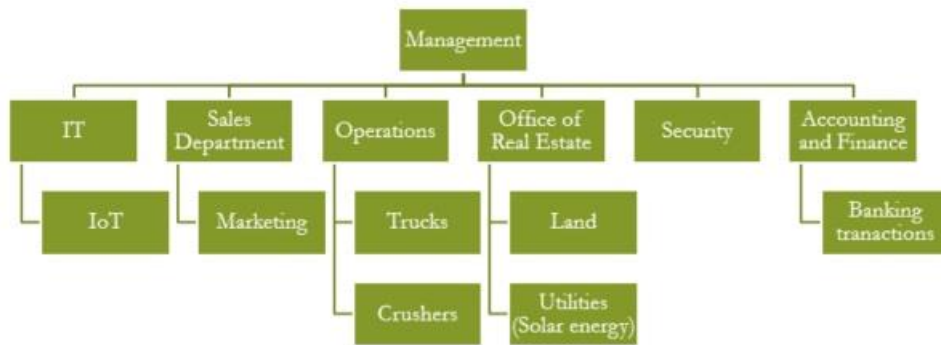 Management
IT
Sales
Department
Operations
Office of
Real Estate
Security
Accounting
and Finance
IoT
Marketing
Trucks
Land
Banking
tranactions
Crushers
Utilities
(Solar energy)